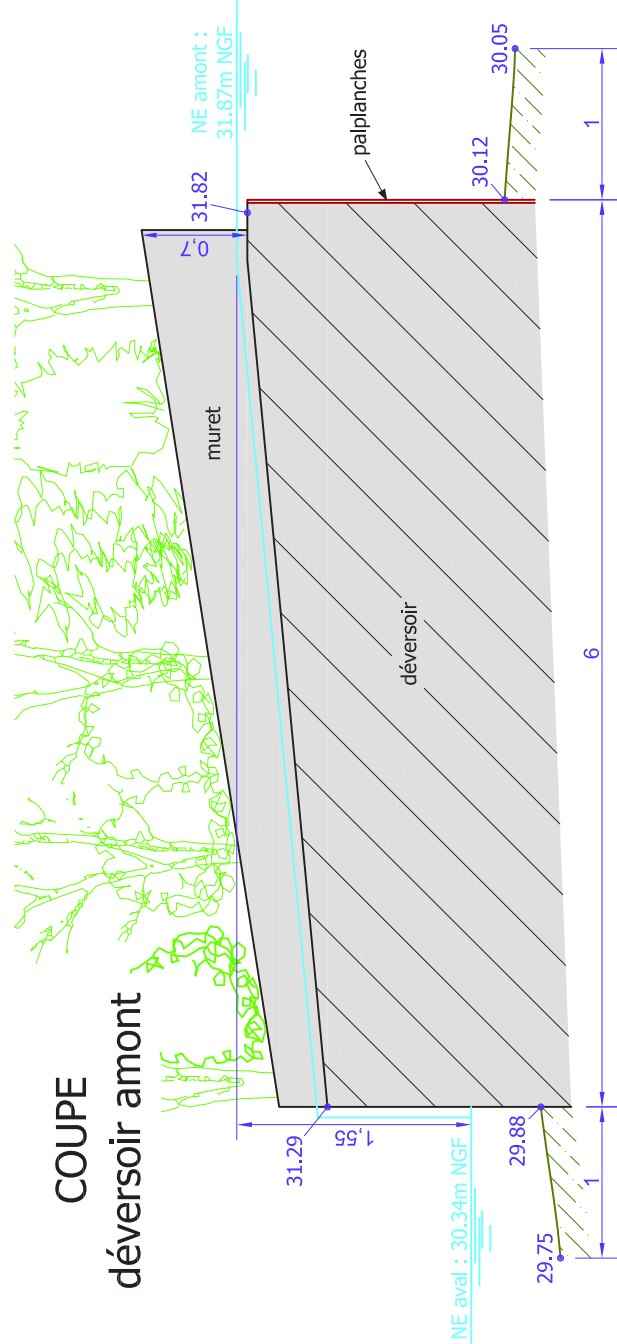 COUPE
déversoir amont
NE amont :
31.87m NGF
31.82
0,7
muret
palplanches
30.05
30.12
1
déversoir
6
31.29
1,55
NE aval : 30.34m NGF
29.88
29.75
1